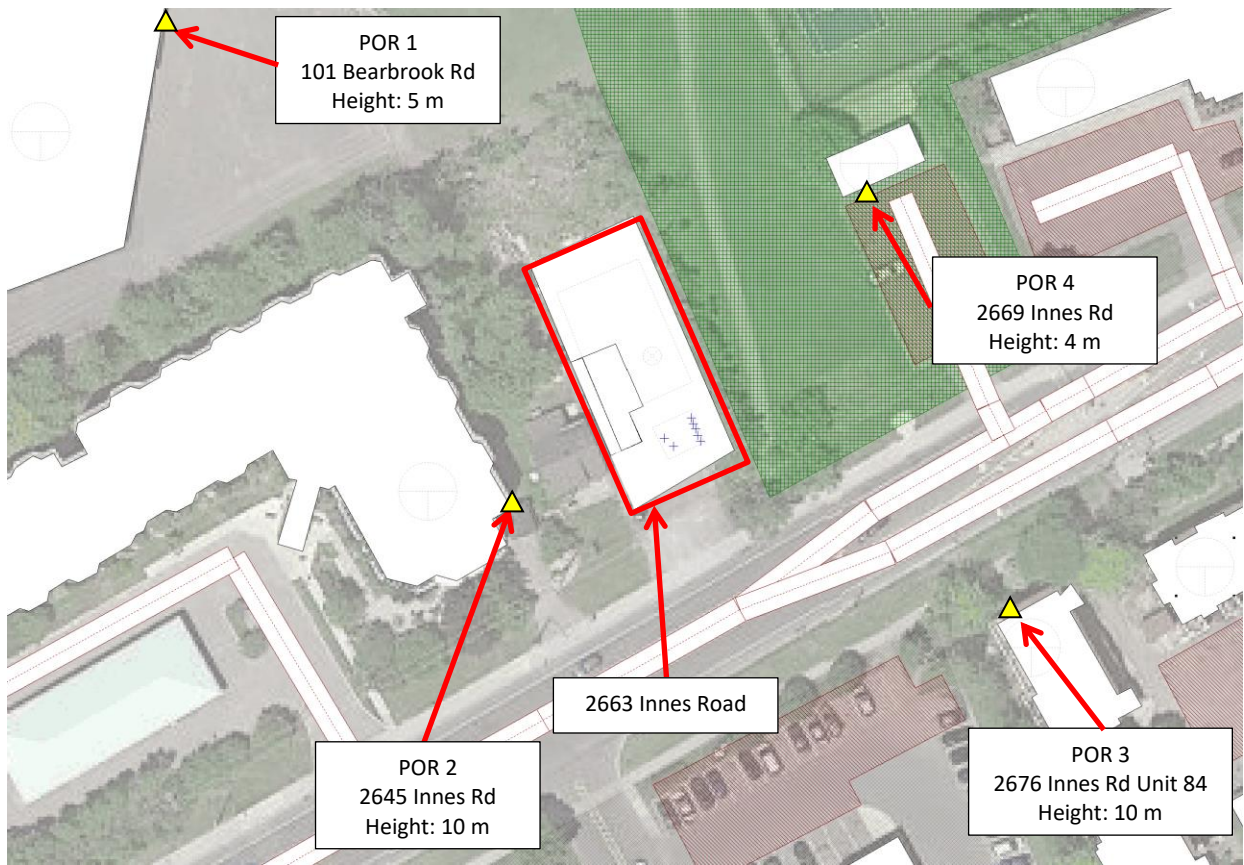 POR 1
101 Bearbrook Rd
Height: 5 m
POR 4
2669 Innes Rd
Height: 4 m
2663 Innes Road
POR 2
2645 Innes Rd
Height: 10 m
POR 3
2676 Innes Rd Unit 84
Height: 10 m